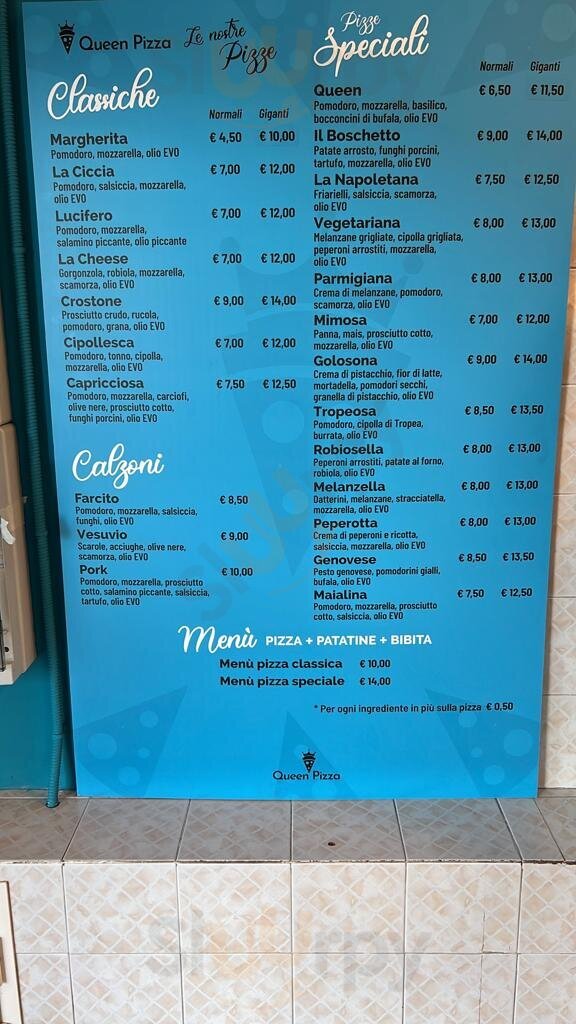 Queen Pizza
Le nostre
Pizze
Classiche
Normali Giganti
Margherita € 4,50 € 10,00
Pomodoro, mozzarella, olio EVO
La Ciccia € 7,00 € 12,00
Pomodoro, salsiccia, mozzarella,
olio EVO
Lucifero € 7,00 € 12,00
Pomodoro, mozzarella,
salamino piccante, olio piccante
La Cheese € 7,00 € 12,00
Gorgonzola, robiola, mozzarella,
scamorza, olio EVO
Crostone € 9,00 € 14,00
Prosciutto crudo, rucola,
pomodoro, grana, olio EVO
Cipollesca € 7,00 € 12,00
Pomodoro, tonno, cipolla,
mozzarella, olio EVO
Capricciosa € 7,50 € 12,50
Pomodoro, mozzarella, carciofi,
olive nere, prosciutto cotto,
funghi porcini, olio EVO
Calzoni
Farcito € 8,50
Pomodoro, mozzarella, salsiccia,
funghi, olio EVO
Vesuvio € 9,00
Scarole, acciughe, olive nere,
scamorza, olio EVO
Pork € 10,00
Pomodoro, mozzarella, prosciutto
cotto, salamino piccante, salsiccia,
tartufo, olio EVO
Pizze
Speciali
Normali Giganti
Queen € 6,50 € 11,50
Pomodoro, mozzarella, basilico,
bocconcini di bufala, olio EVO
Il Boschetto € 9,00 € 14,00
Patate arrosto, funghi porcini,
tartufo, mozzarella, olio EVO
La Napoletana € 7,50 € 12,50
Friarielli, salsiccia, scamorza,
olio EVO
Vegetariana € 8,00 € 13,00
Melanzane grigliate, cipolla grigliata,
peperoni arrostiti, mozzarella,
olio EVO
Parmigiana € 8,00 € 13,00
Crema di melanzane, pomodoro,
scamorza, olio EVO
Mimosa € 7,00 € 12,00
Panna, mais, prosciutto cotto,
mozzarella, olio EVO
Golosona € 9,00 € 14,00
Crema di pistacchio, fior di latte,
mortadella, pomodori secchi,
granella di pistacchio, olio EVO
Tropeosa € 8,50 € 13,50
Pomodoro, cipolla di Tropea,
burrata, olio EVO
Robiosella € 8,00 € 13,00
Peperoni arrostiti, patate al forno,
robiola, olio EVO
Melanzella € 8,00 € 13,00
Datterini, melanzane, stracciatella,
mozzarella, olio EVO
Peperotta € 8,00 € 13,00
Crema di peperoni e ricotta,
salsiccia, mozzarella, olio EVO
Genovese € 8,50 € 13,50
Pesto genovese, pomodorini gialli,
bufala, olio EVO
Maialina € 7,50 € 12,50
Pomodoro, mozzarella, prosciutto
cotto, salsiccia, olio EVO
Menù PIZZA + PATATINE + BIBITA
Menù pizza classica € 10,00
Menù pizza speciale € 14,00
* Per ogni ingrediente in più sulla pizza € 0,50
Queen Pizza
Sluurpy
Sluurpy
Sluurpy